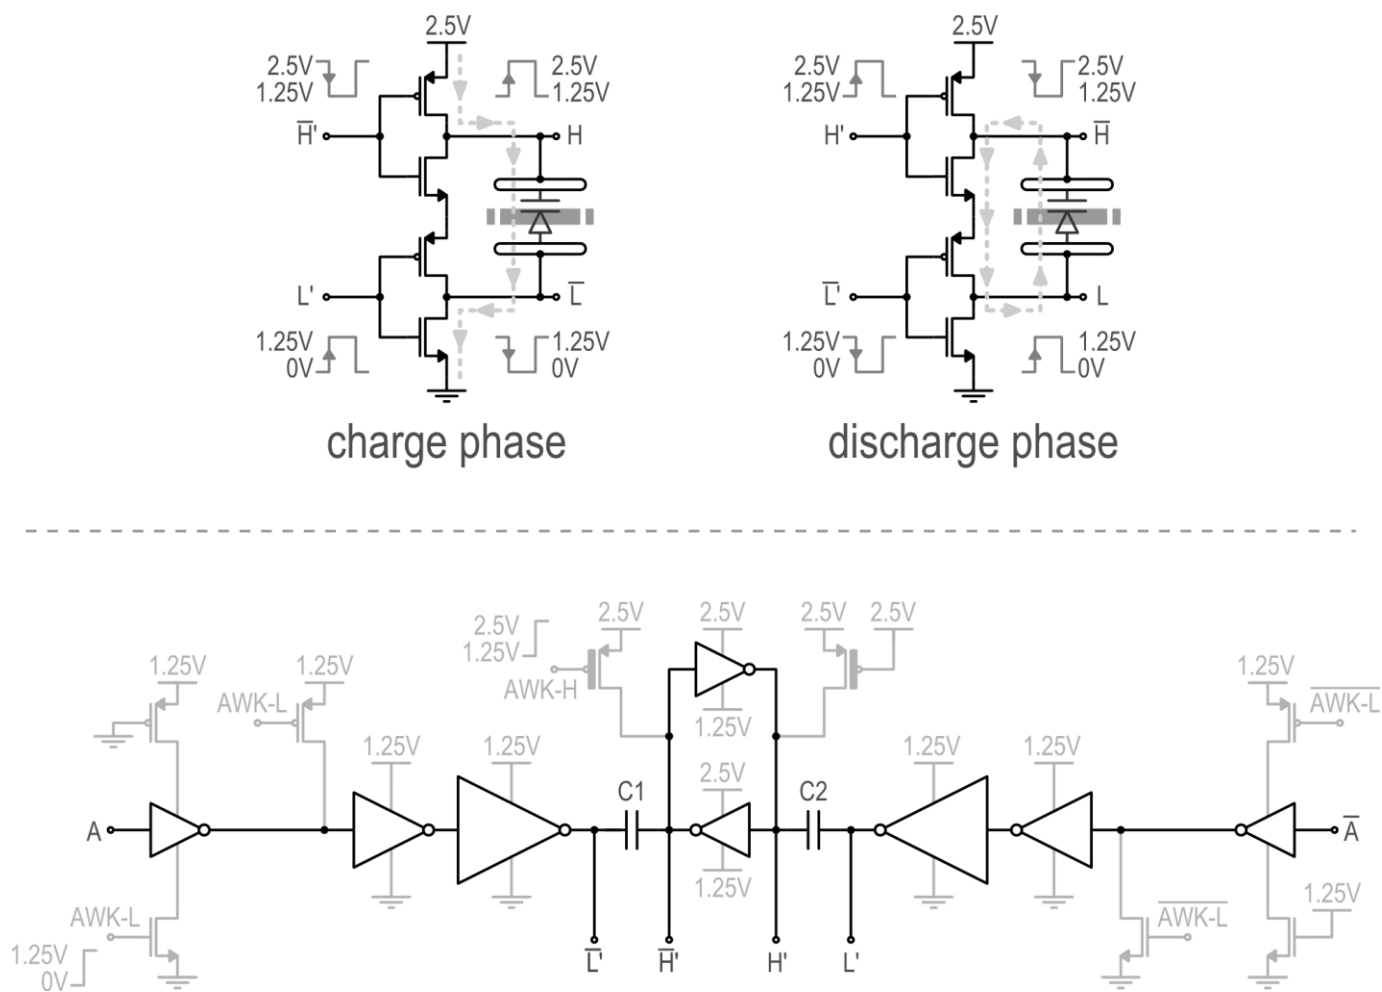 2.5V
2.5V
2.5V
1.25V
2.5V
1.25V
2.5V
1.25V
2.5V
1.25V
H̅'
H
H'
H̅
L'
L̅
L̅'
L
1.25V
0V
1.25V
0V
1.25V
0V
1.25V
0V
charge phase
discharge phase
2.5V
1.25V
2.5V
2.5V
2.5V
2.5V
AWK-H
1.25V
1.25V
1.25V
AWK-L
A̅W̅K̅-̅L̅
1.25V
1.25V
1.25V
2.5V
1.25V
1.25V
C1
C2
A
A̅
1.25V
1.25V
AWK-L
A̅W̅K̅-̅L̅
1.25V
0V
L̅'
H̅'
H'
L'